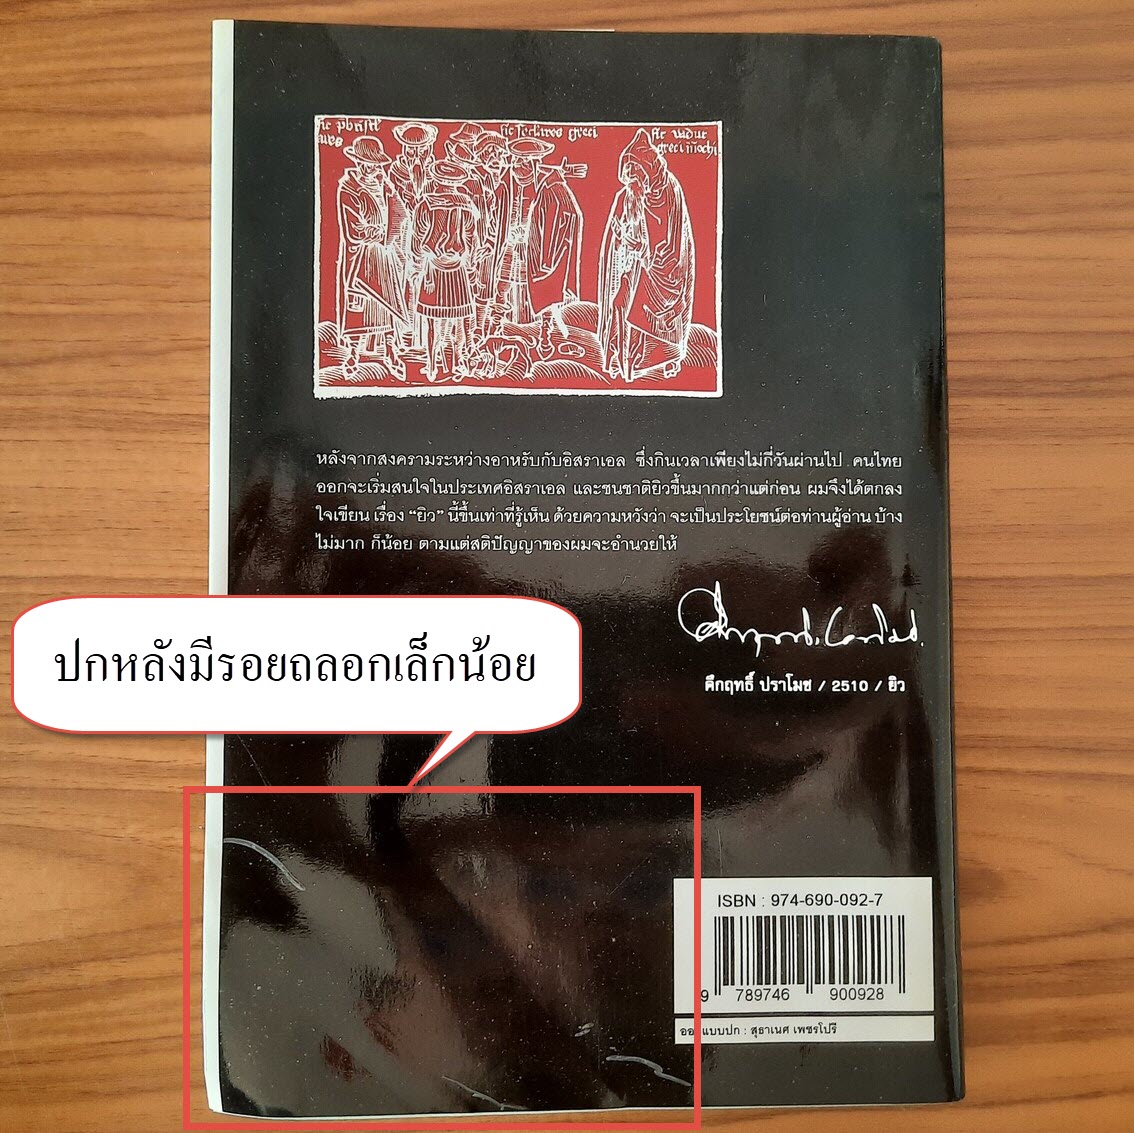 sic seclares greci
greci
หลังจากสงครามระหว่างอาหรับกับอิสราเอล ซึ่งกินเวลาเพียงไม่กี่วันผ่านไป คนไทย
ออกจะเริ่มสนใจในประเทศอิสราเอล และชนชาติยิวขึ้นมากกว่าแต่ก่อน ผมจึงได้ตกลง
ใจเขียน เรื่อง “ยิว” นี้ขึ้นเท่าที่รู้เห็น ด้วยความหวังว่า จะเป็นประโยชน์ต่อท่านผู้อ่าน บ้าง
ไม่มาก ก็น้อย ตามแต่สติปัญญาของผมจะอำนวยให้
คึกฤทธิ์ ปราโมช / 2510 / ยิว
ปกหลังมีรอยถลอกเล็กน้อย
ISBN : 974-690-092-7
9 789746 900928
ออกแบบปก : สุธาเนศ เพชรโปรี